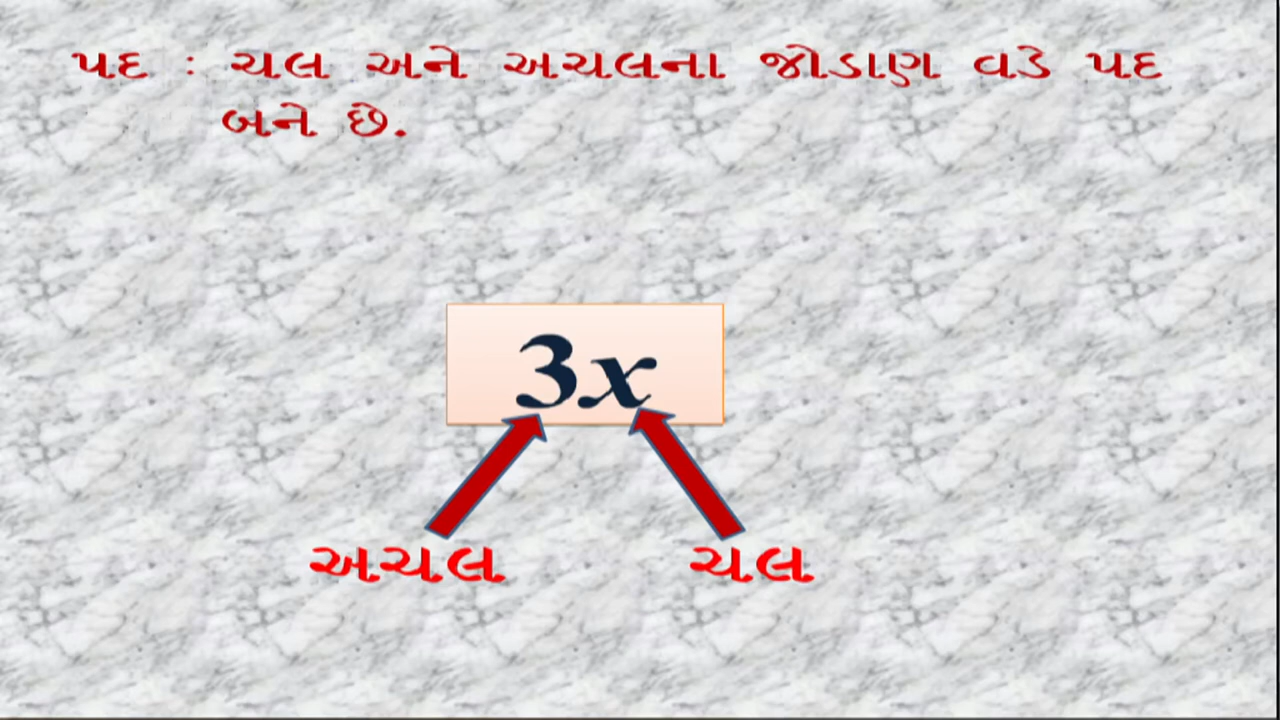 પદ : ચલ અને અચલના જોડાણ વડે પદ
બને છે.
3x
અચલ ચલ